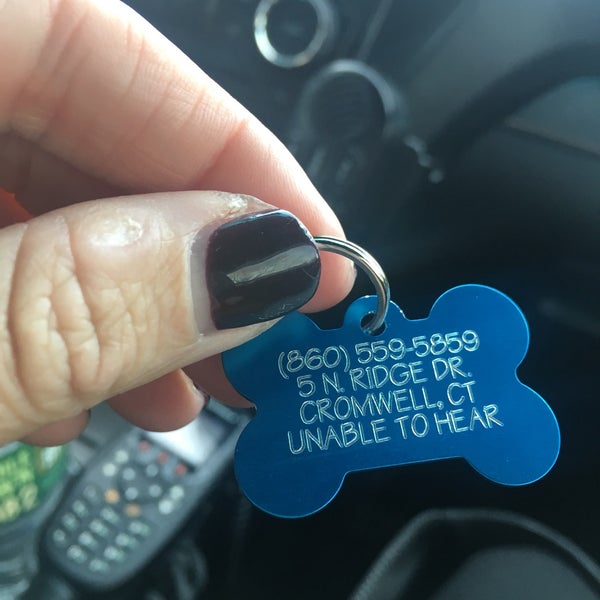 (860) 559-5859
5 N. RIDGE DR.
CROMWELL, CT
UNABLE TO HEAR